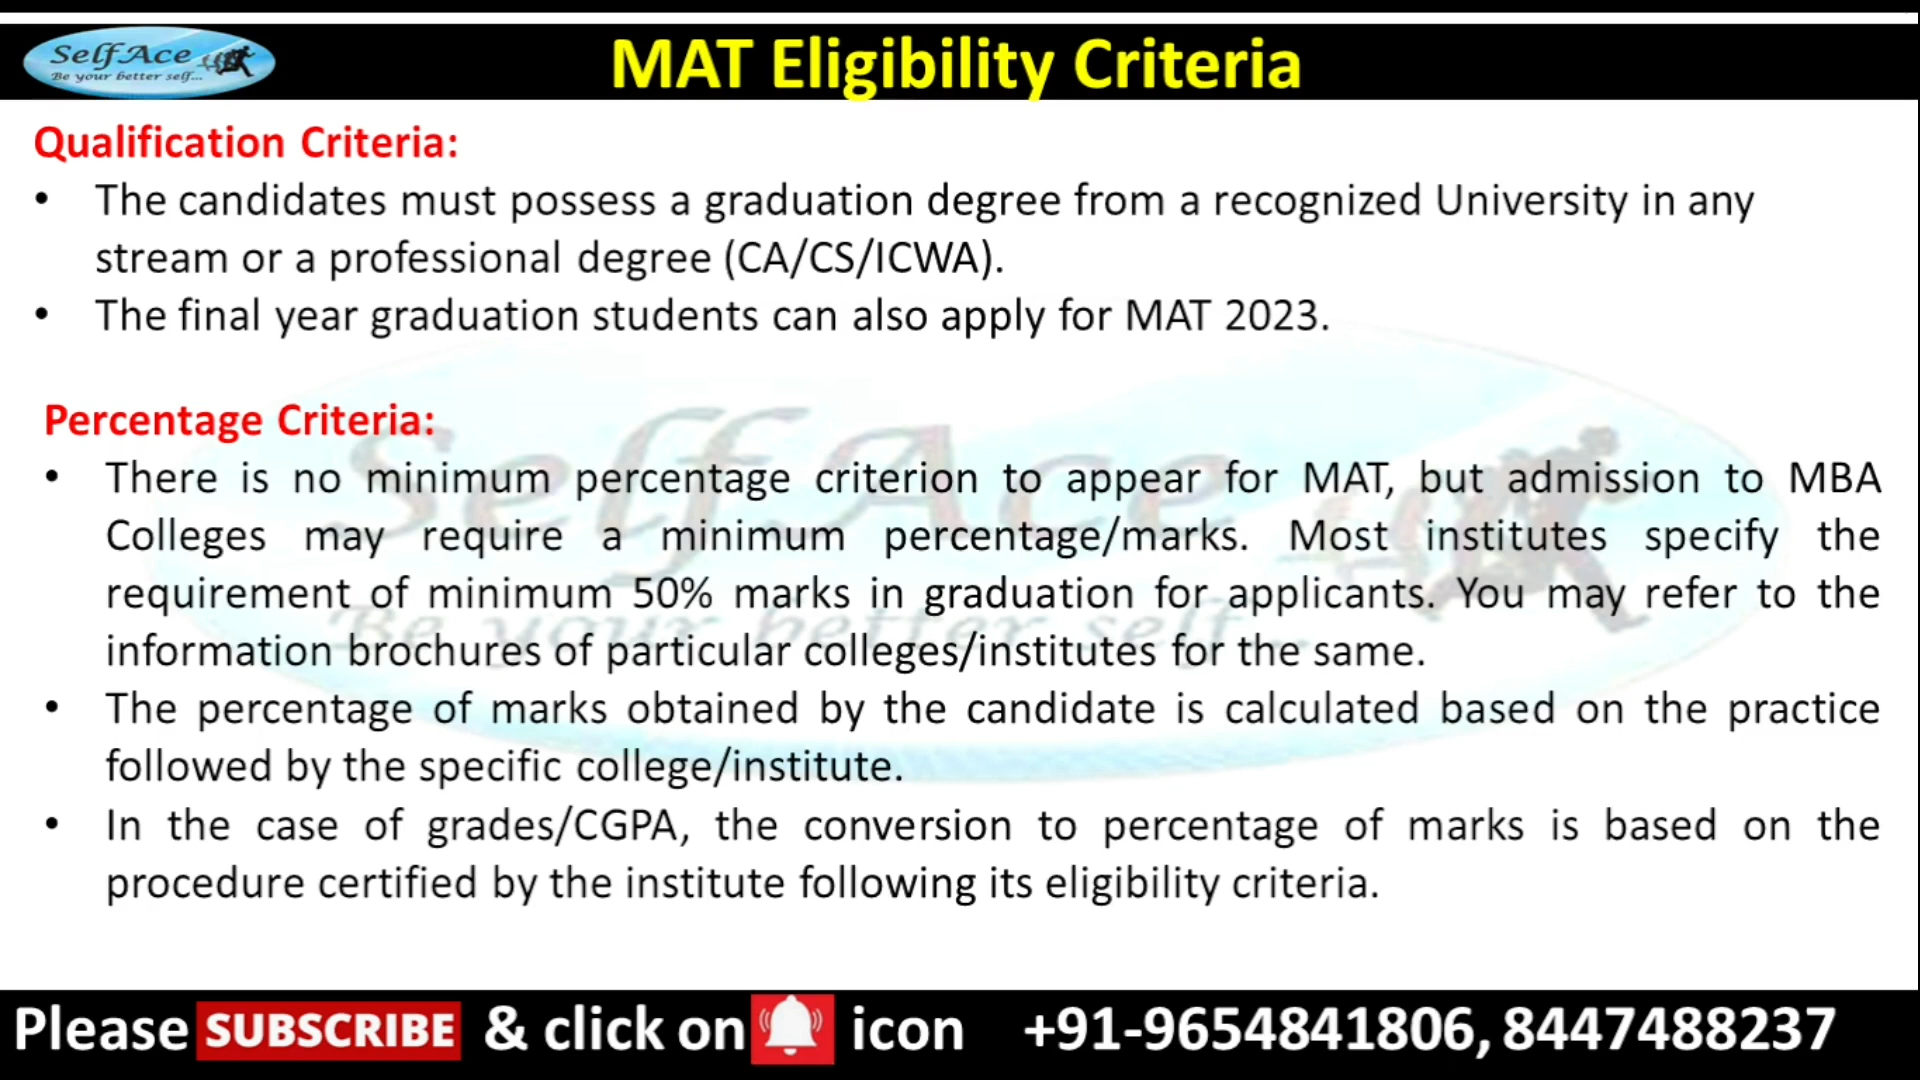 SelfAce
Be your better self...
MAT Eligibility Criteria
Qualification Criteria:
• The candidates must possess a graduation degree from a recognized University in any
stream or a professional degree (CA/CS/ICWA).
• The final year graduation students can also apply for MAT 2023.
Percentage Criteria:
• There is no minimum percentage criterion to appear for MAT, but admission to MBA
Colleges may require a minimum percentage/marks. Most institutes specify the
requirement of minimum 50% marks in graduation for applicants. You may refer to the
information brochures of particular colleges/institutes for the same.
• The percentage of marks obtained by the candidate is calculated based on the practice
followed by the specific college/institute.
• In the case of grades/CGPA, the conversion to percentage of marks is based on the
procedure certified by the institute following its eligibility criteria.
Self Ace
Be your better self...
Please SUBSCRIBE & click on icon +91-9654841806, 8447488237